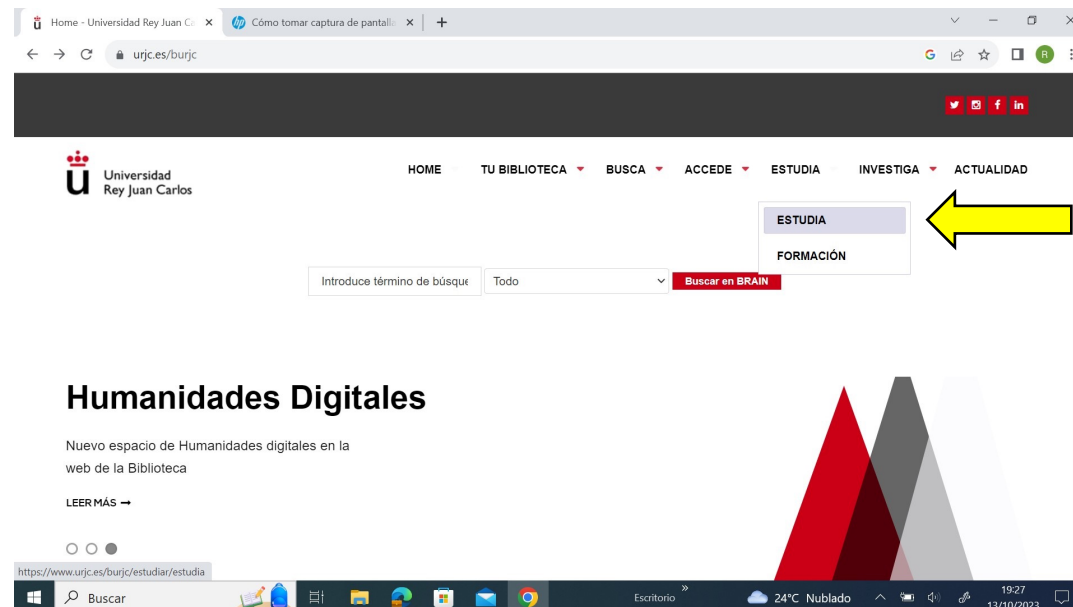 Home - Universidad Rey Juan Ca
Cómo tomar captura de pantalla
urjc.es/burjc
Universidad
Rey Juan Carlos
HOME
TU BIBLIOTECA
BUSCA
ACCEDE
ESTUDIA
INVESTIGA
ACTUALIDAD
ESTUDIA
FORMACIÓN
Introduce término de búsque
Todo
Buscar en BRAIN
Humanidades Digitales
Nuevo espacio de Humanidades digitales en la
web de la Biblioteca
LEER MÁS →
https://www.urjc.es/burjc/estudiar/estudia
Buscar
Escritorio
24°C Nublado
19:27
13/10/2023